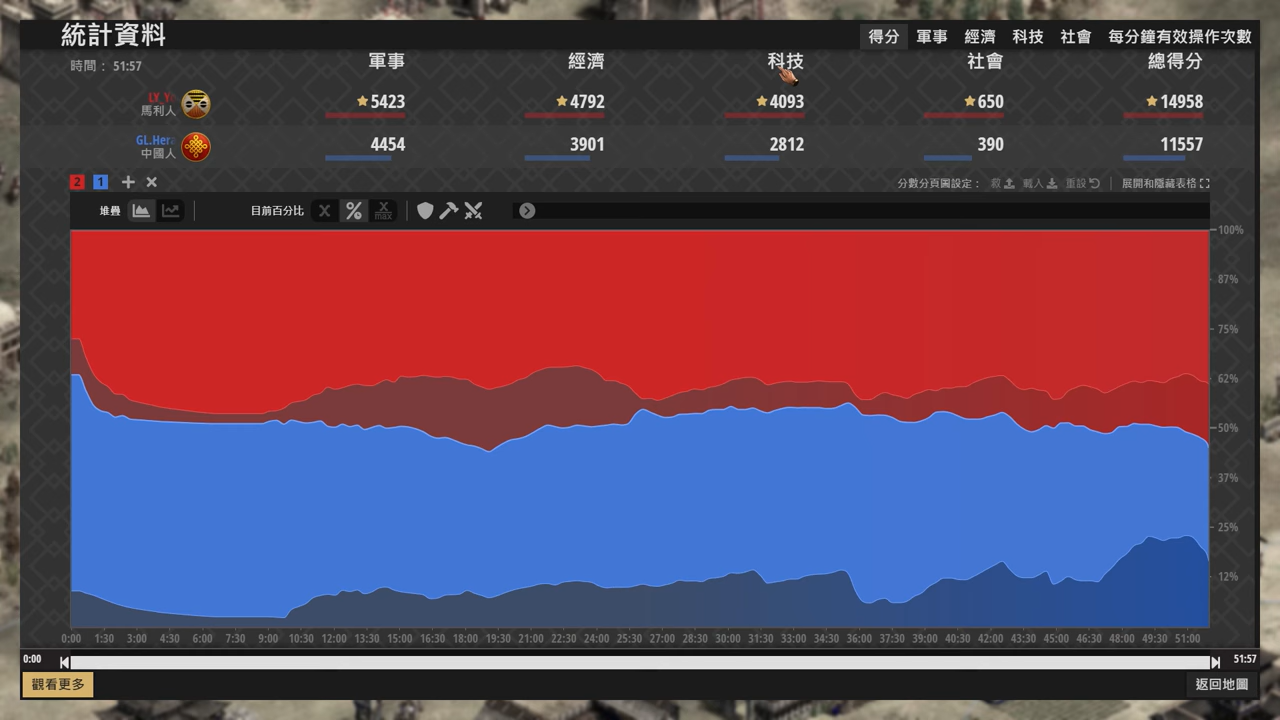 統計資料
得分 軍事 經濟 科技 社會 每分鐘有效操作次數
時間： 51:57
軍事 經濟 科技 社會 總得分
馬利人
5423 4792 4093 650 14958
GL.Her
中國人
4454 3901 2812 390 11557
2 1
分數分頁圖設定： 載入 重設 展開和隱藏表格
堆疊 目前百分比 X % X max
100%
87%
75%
62%
50%
37%
25%
12%
0:00 1:30 3:00 4:30 6:00 7:30 9:00 10:30 12:00 13:30 15:00 16:30 18:00 19:30 21:00 22:30 24:00 25:30 27:00 28:30 30:00 31:30 33:00 34:30 36:00 37:30 39:00 40:30 42:00 43:30 45:00 46:30 48:00 49:30 51:00
0:00 51:57
觀看更多 返回地圖